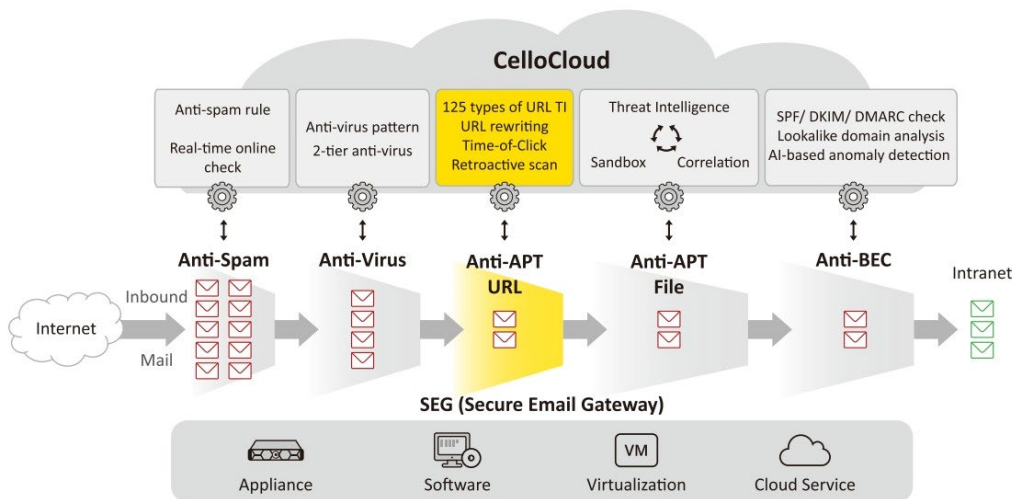 CelloCloud
Anti-spam rule
Real-time online
check
Anti-virus pattern
2-tier anti-virus
125 types of URL TI
URL rewriting
Time-of-Click
Retroactive scan
Threat Intelligence
Sandbox
Correlation
SPF/ DKIM/ DMARC check
Lookalike domain analysis
AI-based anomaly detection
Anti-Spam
Anti-Virus
Anti-APT
URL
Anti-APT
File
Anti-BEC
Internet
Inbound
Mail
Intranet
SEG (Secure Email Gateway)
Appliance
Software
VM
Virtualization
Cloud Service